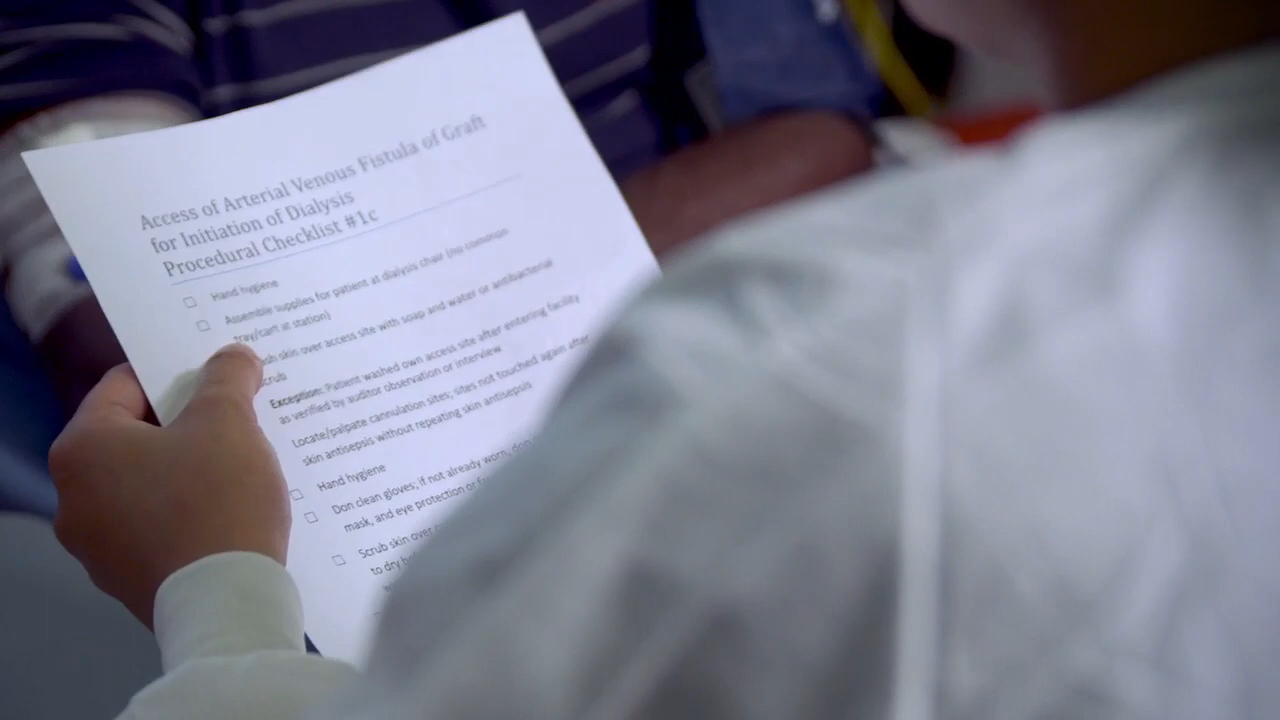 Access of Arterial Venous Fistula of Graft
for Initiation of Dialysis
Procedural Checklist #1c
Hand hygiene
Assemble supplies for patient at dialysis chair (no common
tray/cart at station)
skin over access site with soap and water or antibacterial
scrub
Exception: Patient washed own access site after entering facility
as verified by auditor observation or interview
Locate/palpate cannulation sites; sites not touched again after
skin antisepsis without repeating skin antisepsis
Hand hygiene
Don clean gloves; if not already worn, don
mask, and eye protection or
Scrub skin over
to dry